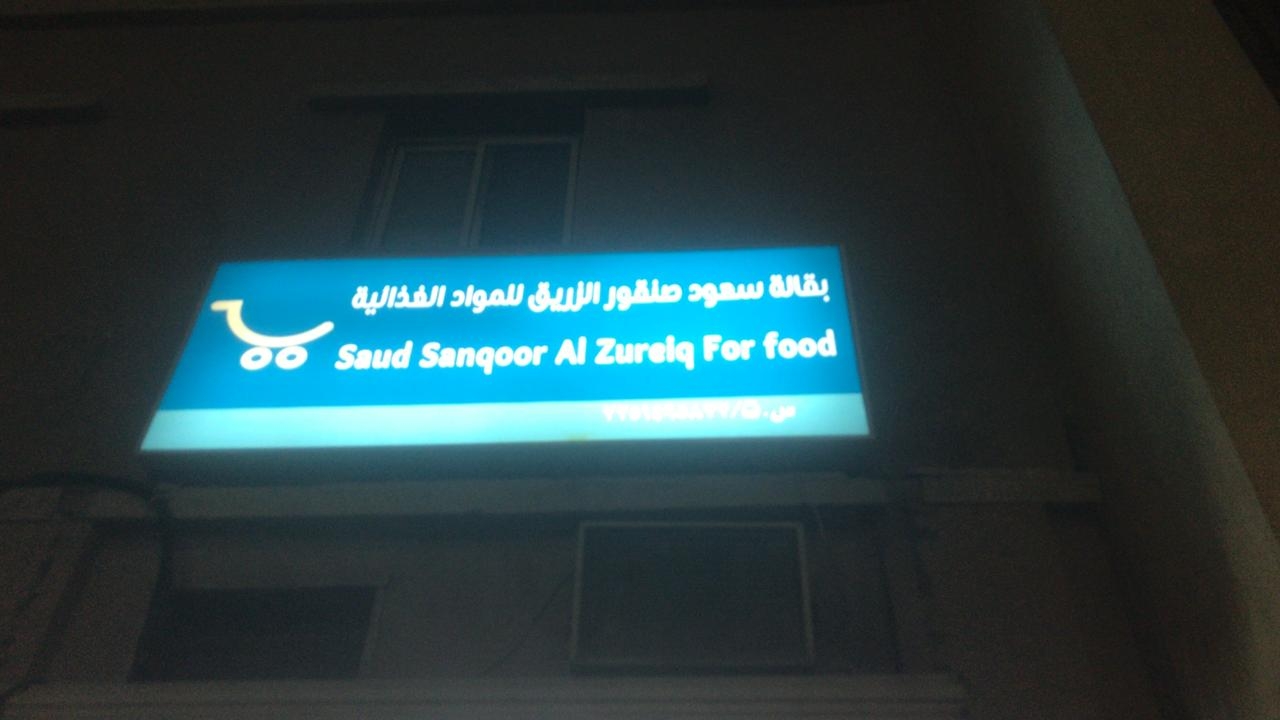 بقالة سعود صنقور الزريق للمواد الغذائية
Saud Sanqoor Al Zureiq For food
س.ت/